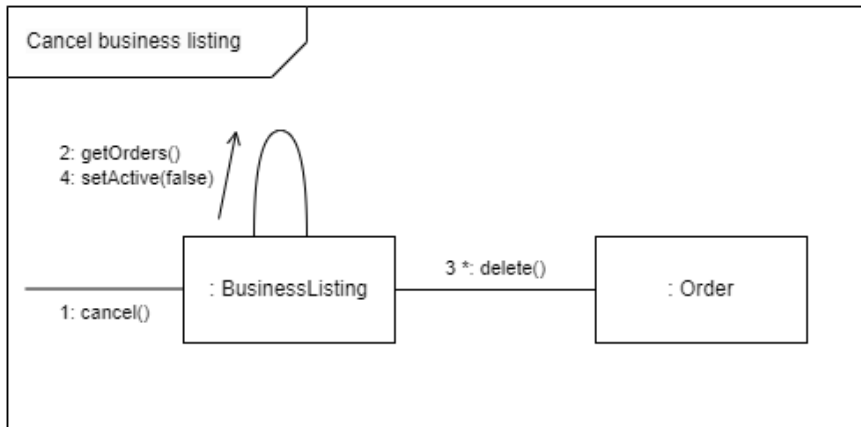 Cancel business listing
2: getOrders()
4: setActive(false)
: BusinessListing
3 *: delete()
: Order
1: cancel()